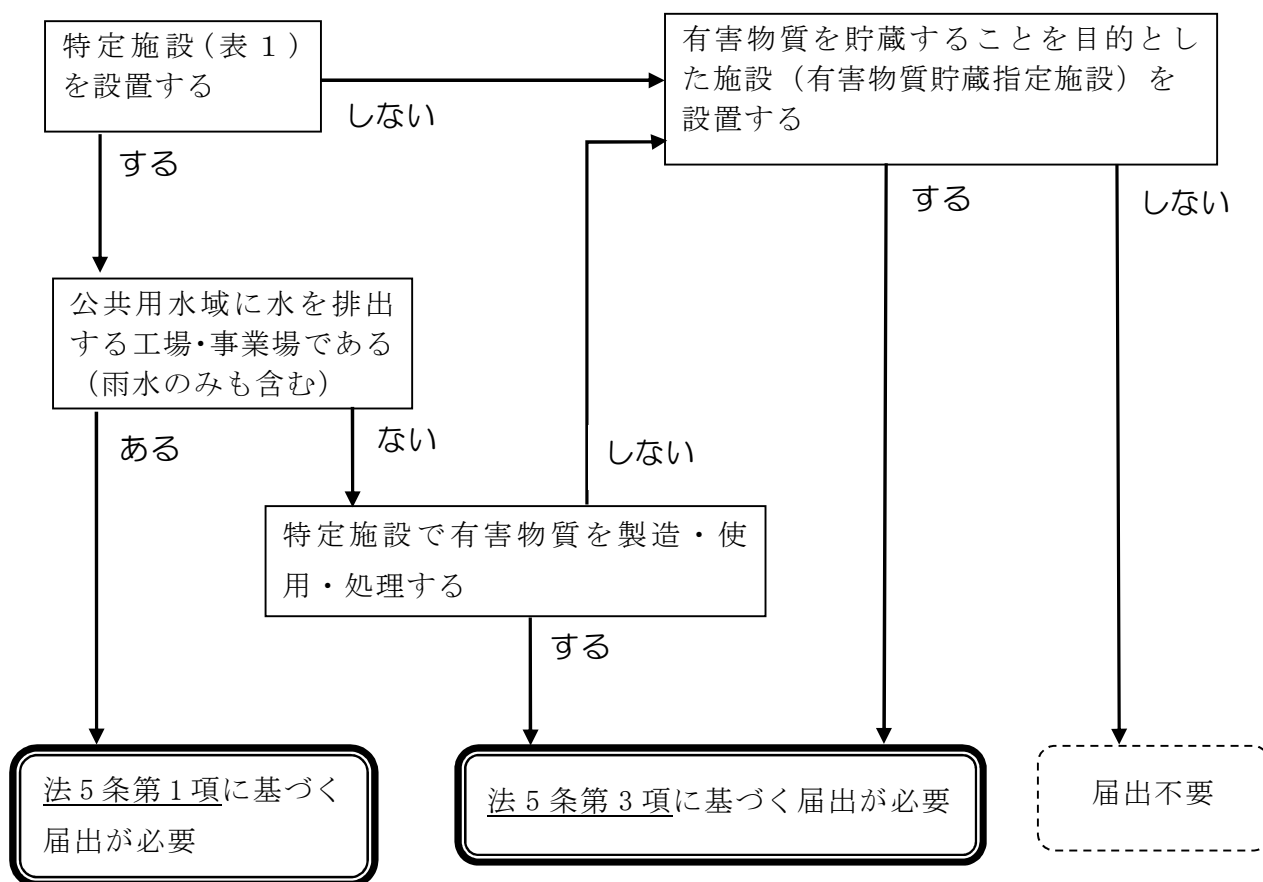 特定施設(表１)
を設置する
しない
する
有害物質を貯蔵することを目的とし
た施設（有害物質貯蔵指定施設）を
設置する
する
しない
公共用水域に水を排出
する工場・事業場である
（雨水のみも含む）
ある
ない
しない
特定施設で有害物質を製造・使
用・処理する
する
法５条第１項に基づく
届出が必要
法５条第３項に基づく届出が必要
届出不要